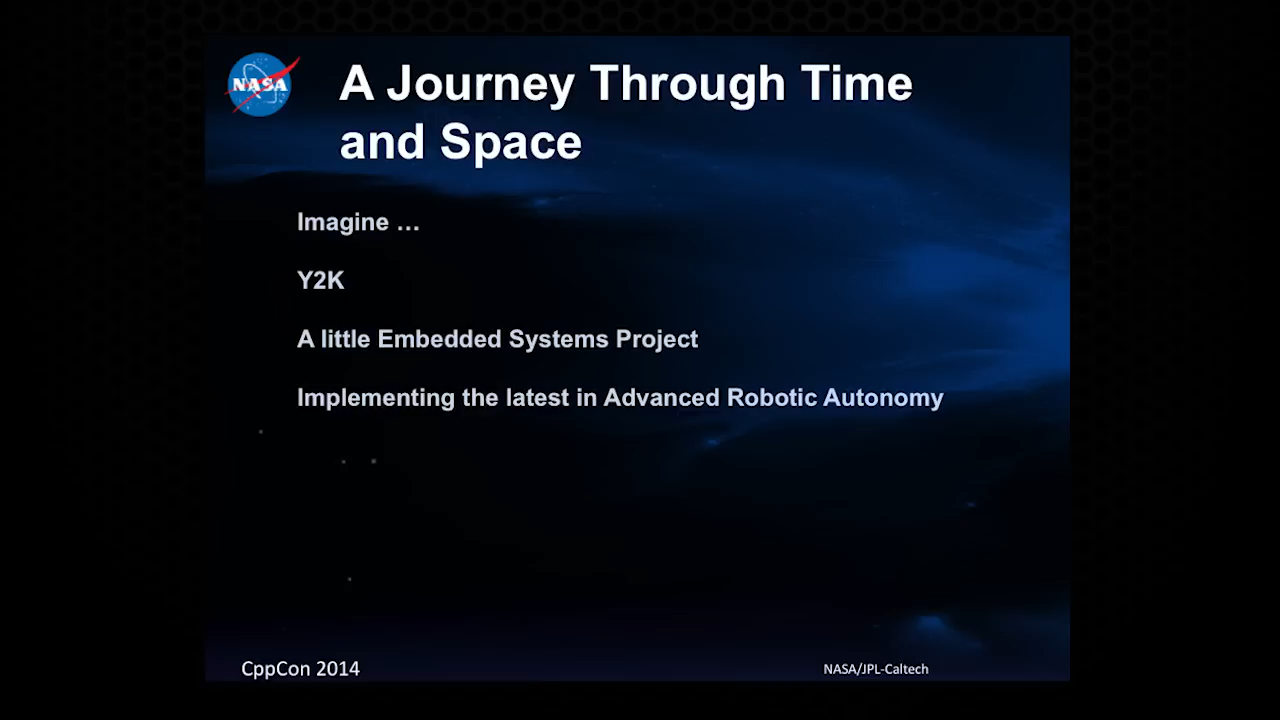 NASA
A Journey Through Time
and Space
Imagine …
Y2K
A little Embedded Systems Project
Implementing the latest in Advanced Robotic Autonomy
CppCon 2014
NASA/JPL-Caltech